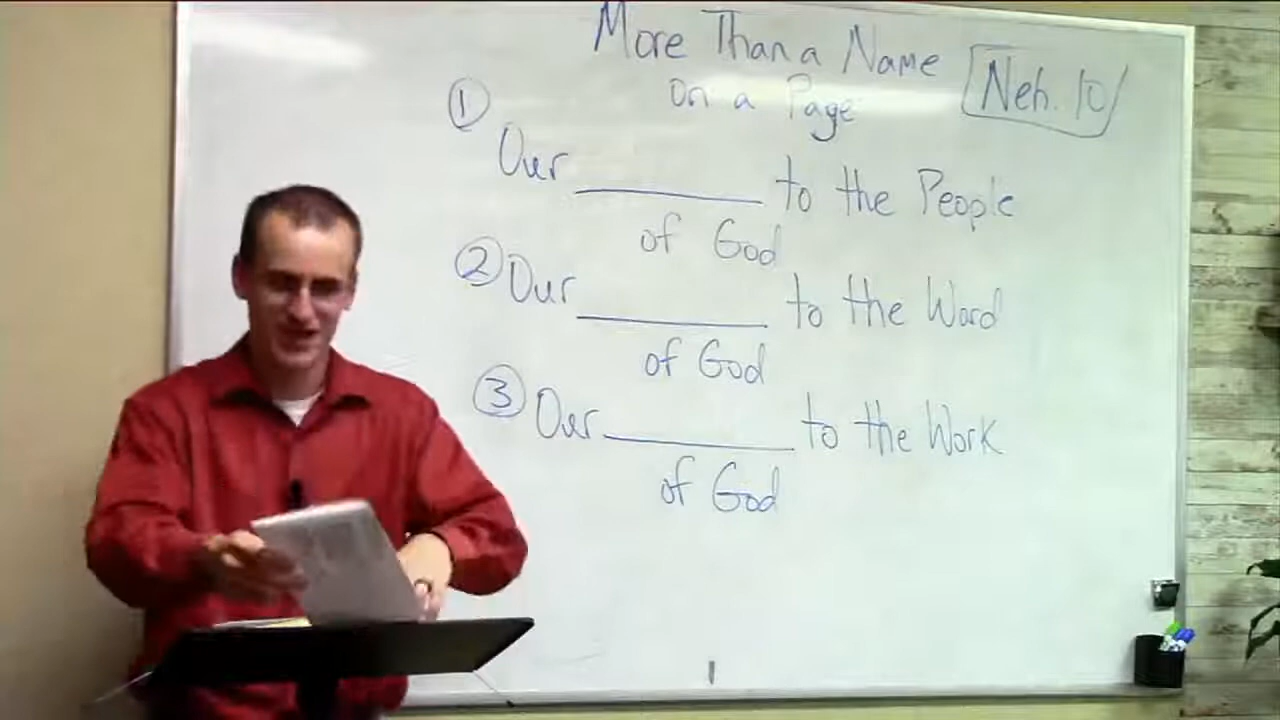 More Than a Name
on a Page
Neh. 10
① Our ________ to the People
of God
② Our ________ to the Word
of God
③ Our ________ to the Work
of God